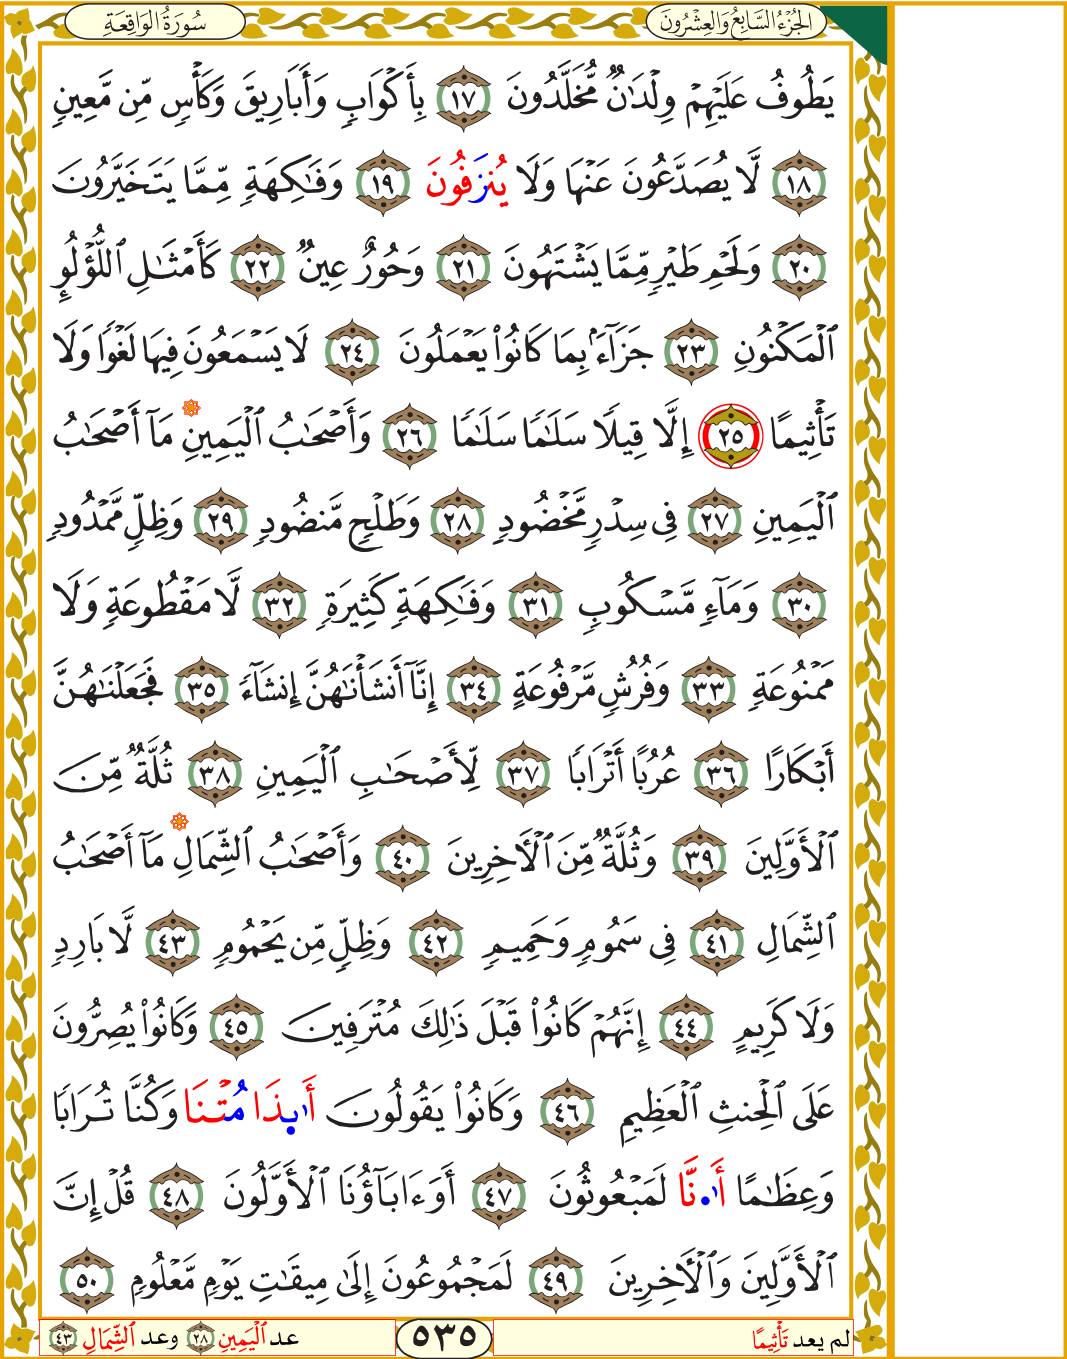 سُورَةُ الوَاقِعَةِ
الجُزْءُ السَّابِعُ وَالعِشْرُونَ
يَطُوفُ عَلَيْهِمْ وِلْدَٰنٌ مُّخَلَّدُونَ ١٧ بِأَكْوَابٍ وَأَبَارِيقَ وَكَأْسٍ مِّن مَّعِينٍ
١٨ لَّا يُصَدَّعُونَ عَنْهَا وَلَا يُنزَفُونَ ١٩ وَفَٰكِهَةٍ مِّمَّا يَتَخَيَّرُونَ
٢٠ وَلَحْمِ طَيْرٍ مِّمَّا يَشْتَهُونَ ٢١ وَحُورٌ عِينٌ ٢٢ كَأَمْثَٰلِ ٱللُّؤْلُوِٕ
ٱلْمَكْنُونِ ٢٣ جَزَآءَۢ بِمَا كَانُوا۟ يَعْمَلُونَ ٢٤ لَا يَسْمَعُونَ فِيهَا لَغْوًا وَلَا
تَأْثِيمًا ٢٥ إِلَّا قِيلًا سَلَٰمًا سَلَٰمًا ٢٦ وَأَصْحَٰبُ ٱلْيَمِينِ مَآ أَصْحَٰبُ
ٱلْيَمِينِ ٢٧ فِى سِدْرٍ مَّخْضُودٍ ٢٨ وَطَلْحٍ مَّنضُودٍ ٢٩ وَظِلٍّ مَّمْدُودٍ
٣٠ وَمَآءٍ مَّسْكُوبٍ ٣١ وَفَٰكِهَةٍ كَثِيرَةٍ ٣٢ لَّا مَقْطُوعَةٍ وَلَا
مَمْنُوعَةٍ ٣٣ وَفُرُشٍ مَّرْفُوعَةٍ ٣٤ إِنَّآ أَنشَأْنَٰهُنَّ إِنشَآءً ٣٥ فَجَعَلْنَٰهُنَّ
أَبْكَارًا ٣٦ عُرُبًا أَتْرَابًا ٣٧ لِّأَصْحَٰبِ ٱلْيَمِينِ ٣٨ ثُلَّةٌ مِّنَ
ٱلْأَوَّلِينَ ٣٩ وَثُلَّةٌ مِّنَ ٱلْأَخِرِينَ ٤٠ وَأَصْحَٰبُ ٱلشِّمَالِ مَآ أَصْحَٰبُ
ٱلشِّمَالِ ٤١ فِى سَمُومٍ وَحَمِيمٍ ٤٢ وَظِلٍّ مِّن يَحْمُومٍ ٤٣ لَّا بَارِدٍ
وَلَا كَرِيمٍ ٤٤ إِنَّهُمْ كَانُوا۟ قَبْلَ ذَٰلِكَ مُتْرَفِينَ ٤٥ وَكَانُوا۟ يُصِرُّونَ
عَلَى ٱلْحِنثِ ٱلْعَظِيمِ ٤٦ وَكَانُوا۟ يَقُولُونَ أَىِٕذَا مُتْنَا وَكُنَّا تُرَابًا
وَعِظَٰمًا أَىِٕنَّا لَمَبْعُوثُونَ ٤٧ أَوَءَابَآؤُنَا ٱلْأَوَّلُونَ ٤٨ قُلْ إِنَّ
ٱلْأَوَّلِينَ وَٱلْأَخِرِينَ ٤٩ لَمَجْمُوعُونَ إِلَىٰ مِيقَٰتِ يَوْمٍ مَّعْلُومٍ ٥٠
لم يعد تَأْثِيمًا
٥٣٥
عد ٱلْيَمِينِ ٢٨ وعد ٱلشِّمَالِ ٤٣